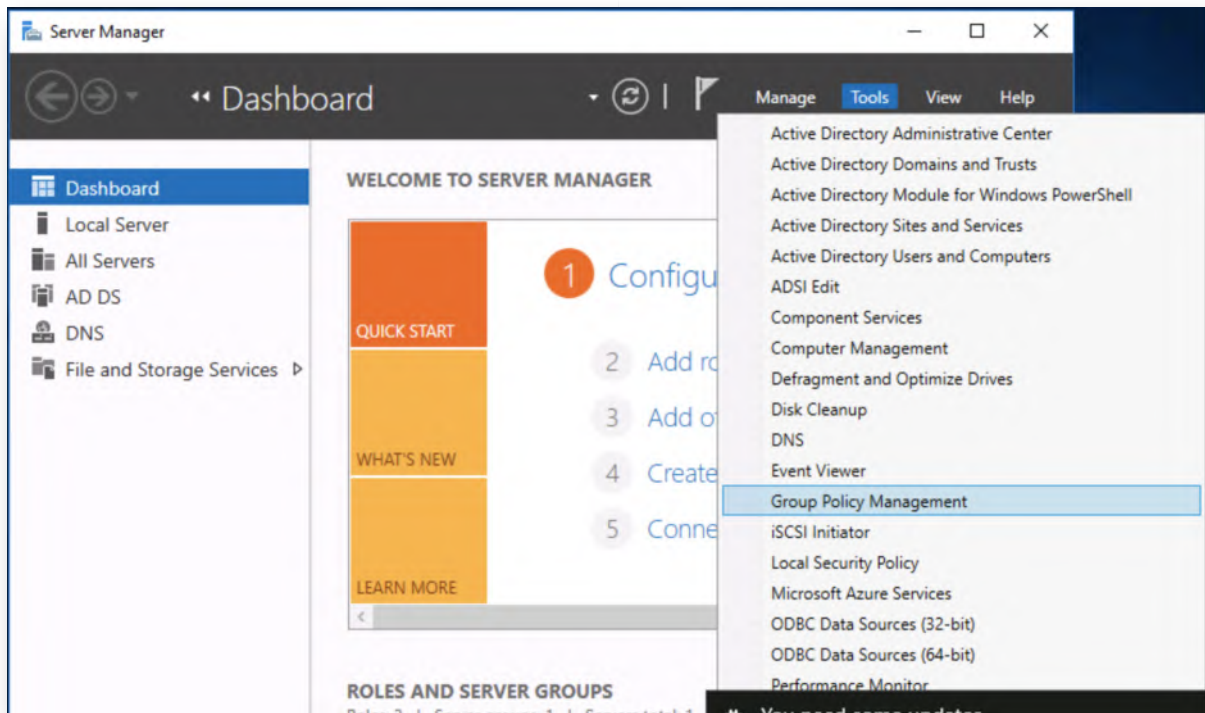 Server Manager
Dashboard
Manage Tools View Help
Dashboard
Local Server
All Servers
AD DS
DNS
File and Storage Services
WELCOME TO SERVER MANAGER
QUICK START
WHAT'S NEW
LEARN MORE
1 Configu
2 Add ro
3 Add o
4 Create
5 Conne
ROLES AND SERVER GROUPS
Active Directory Administrative Center
Active Directory Domains and Trusts
Active Directory Module for Windows PowerShell
Active Directory Sites and Services
Active Directory Users and Computers
ADSI Edit
Component Services
Computer Management
Defragment and Optimize Drives
Disk Cleanup
DNS
Event Viewer
Group Policy Management
iSCSI Initiator
Local Security Policy
Microsoft Azure Services
ODBC Data Sources (32-bit)
ODBC Data Sources (64-bit)
Performance Monitor
You need some updates